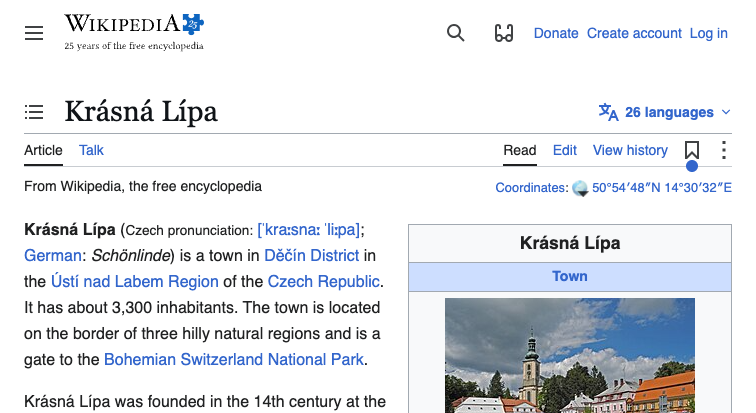 WIKIPEDIA 25
25 years of the free encyclopedia
Donate Create account Log in
Krásná Lípa
26 languages
Article Talk
Read Edit View history
From Wikipedia, the free encyclopedia
Coordinates: 50°54′48″N 14°30′32″E
Krásná Lípa (Czech pronunciation: [ˈkraːsnaː ˈliːpa];
German: Schönlinde) is a town in Děčín District in
the Ústí nad Labem Region of the Czech Republic.
It has about 3,300 inhabitants. The town is located
on the border of three hilly natural regions and is a
gate to the Bohemian Switzerland National Park.
Krásná Lípa was founded in the 14th century at the
Krásná Lípa
Town